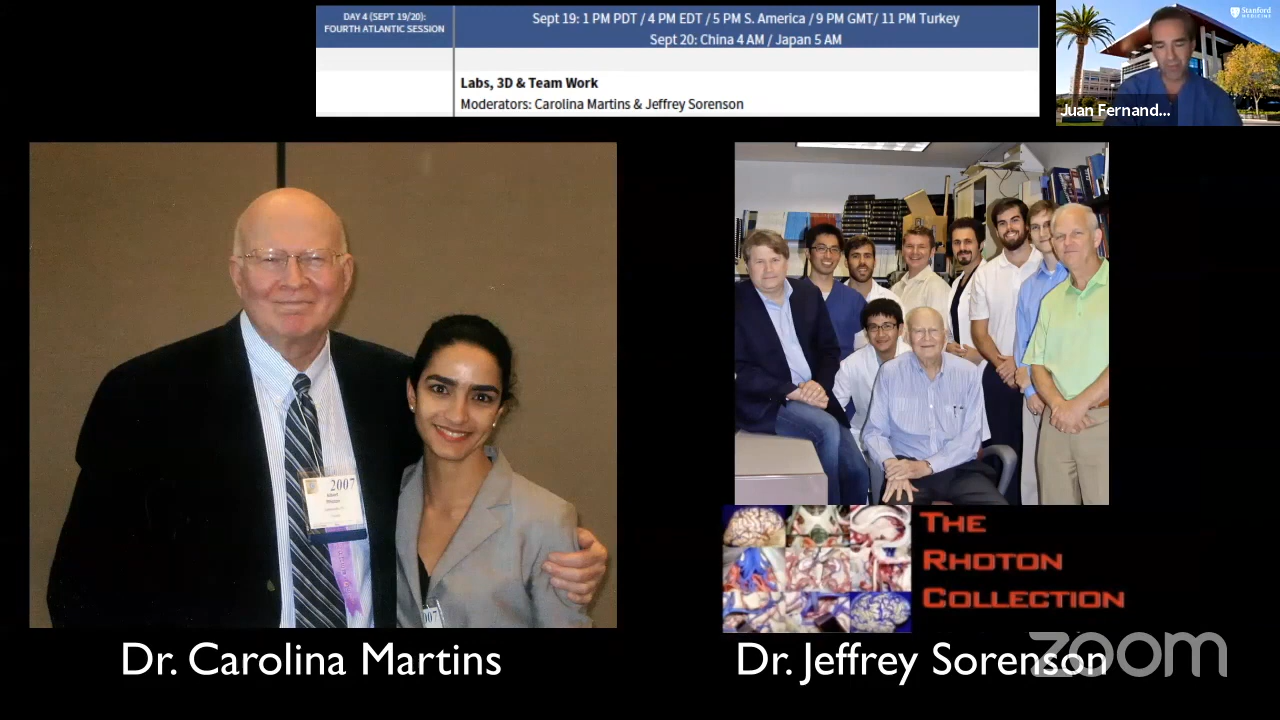 DAY 4 (SEPT 19/20):
FOURTH ATLANTIC SESSION
Sept 19: 1 PM PDT / 4 PM EDT / 5 PM S. America / 9 PM GMT/ 11 PM Turkey
Sept 20: China 4 AM / Japan 5 AM
Labs, 3D & Team Work
Moderators: Carolina Martins & Jeffrey Sorenson
Stanford
MEDICINE
Juan Fernand...
2007
THE
RHOTON
COLLECTION
Dr. Carolina Martins
Dr. Jeffrey Sorenson
zoom